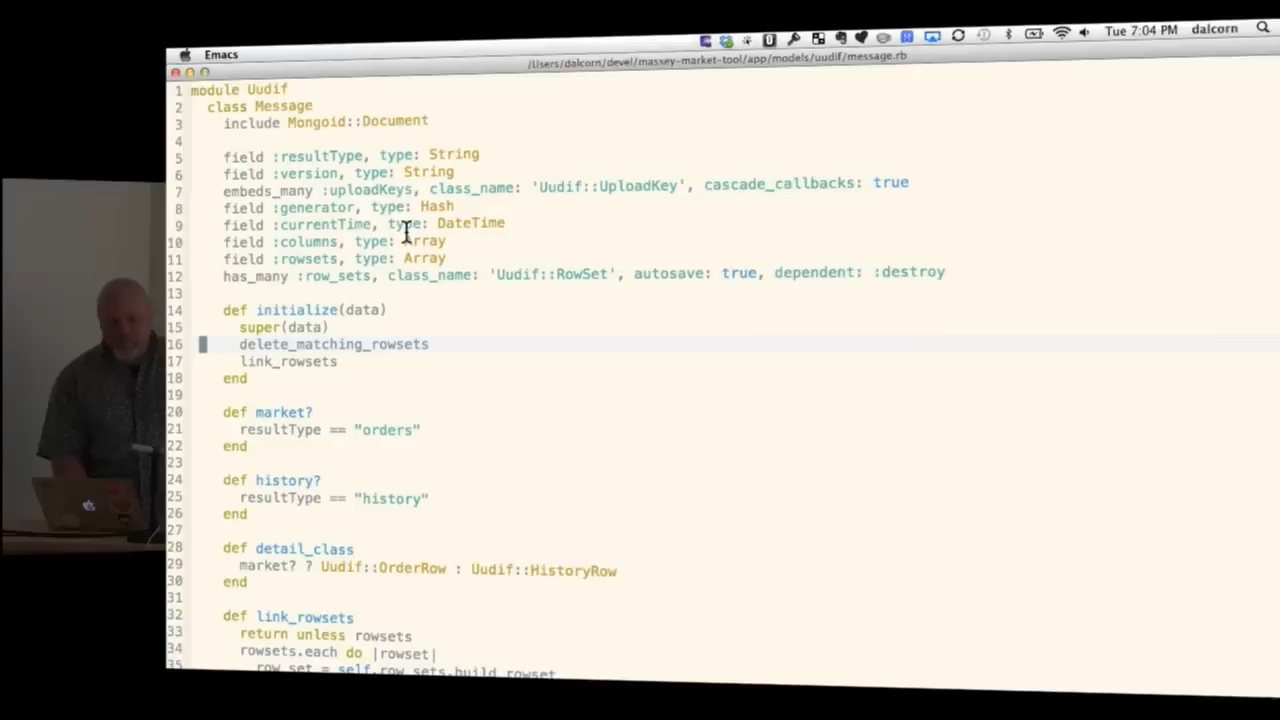 Emacs
Tue 7:04 PM dalcorn
/Users/dalcorn/devel/massey-market-tool/app/models/uudif/message.rb
1 module Uudif
2 class Message
3 include Mongoid::Document
4
5 field :resultType, type: String
6 field :version, type: String
7 embeds_many :uploadKeys, class_name: 'Uudif::UploadKey', cascade_callbacks: true
8 field :generator, type: Hash
9 field :currentTime, type: DateTime
10 field :columns, type: Array
11 field :rowsets, type: Array
12 has_many :row_sets, class_name: 'Uudif::RowSet', autosave: true, dependent: :destroy
13
14 def initialize(data)
15 super(data)
16 delete_matching_rowsets
17 link_rowsets
18 end
19
20 def market?
21 resultType == "orders"
22 end
23
24 def history?
25 resultType == "history"
26 end
27
28 def detail_class
29 market? ? Uudif::OrderRow : Uudif::HistoryRow
30 end
31
32 def link_rowsets
33 return unless rowsets
34 rowsets.each do |rowset|
35 row_set = self.row_sets.build rowset